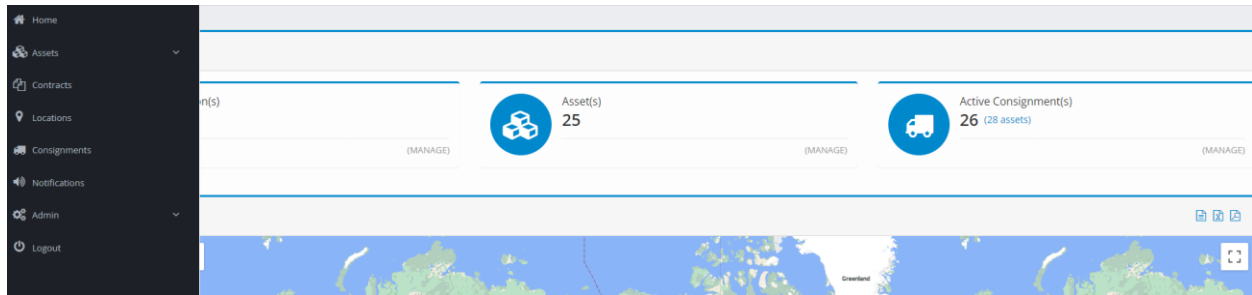 Home
Assets
Contracts
Locations
Consignments
Notifications
Admin
Logout
n(s)
(MANAGE)
Asset(s)
25
(MANAGE)
Active Consignment(s)
26 (28 assets)
(MANAGE)
Greenland